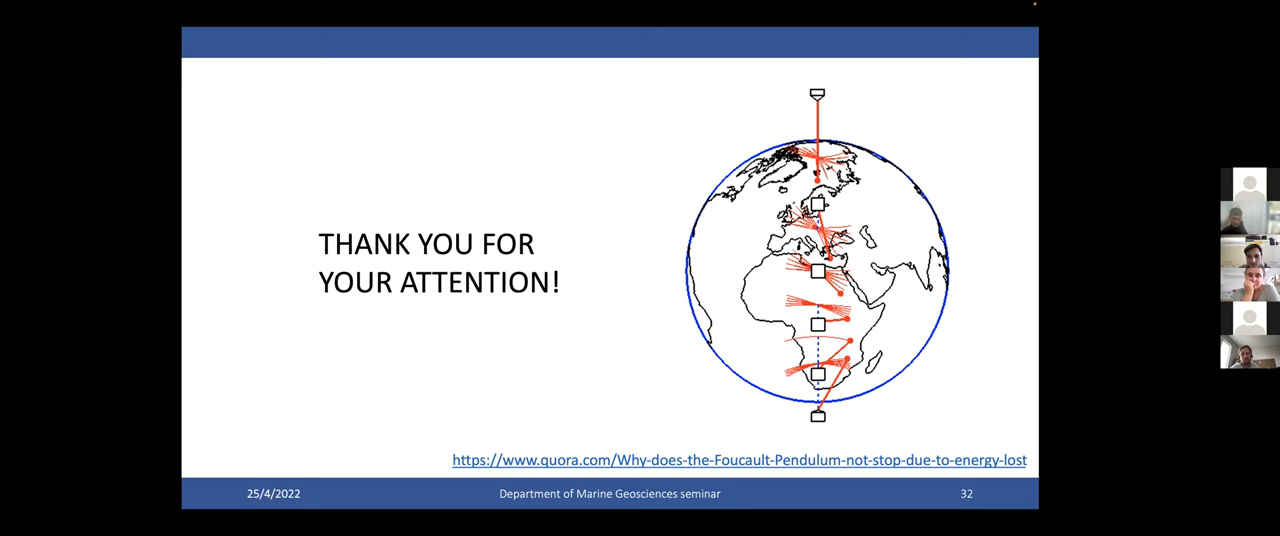 THANK YOU FOR
YOUR ATTENTION!
https://www.quora.com/Why-does-the-Foucault-Pendulum-not-stop-due-to-energy-lost
25/4/2022
Department of Marine Geosciences seminar
32